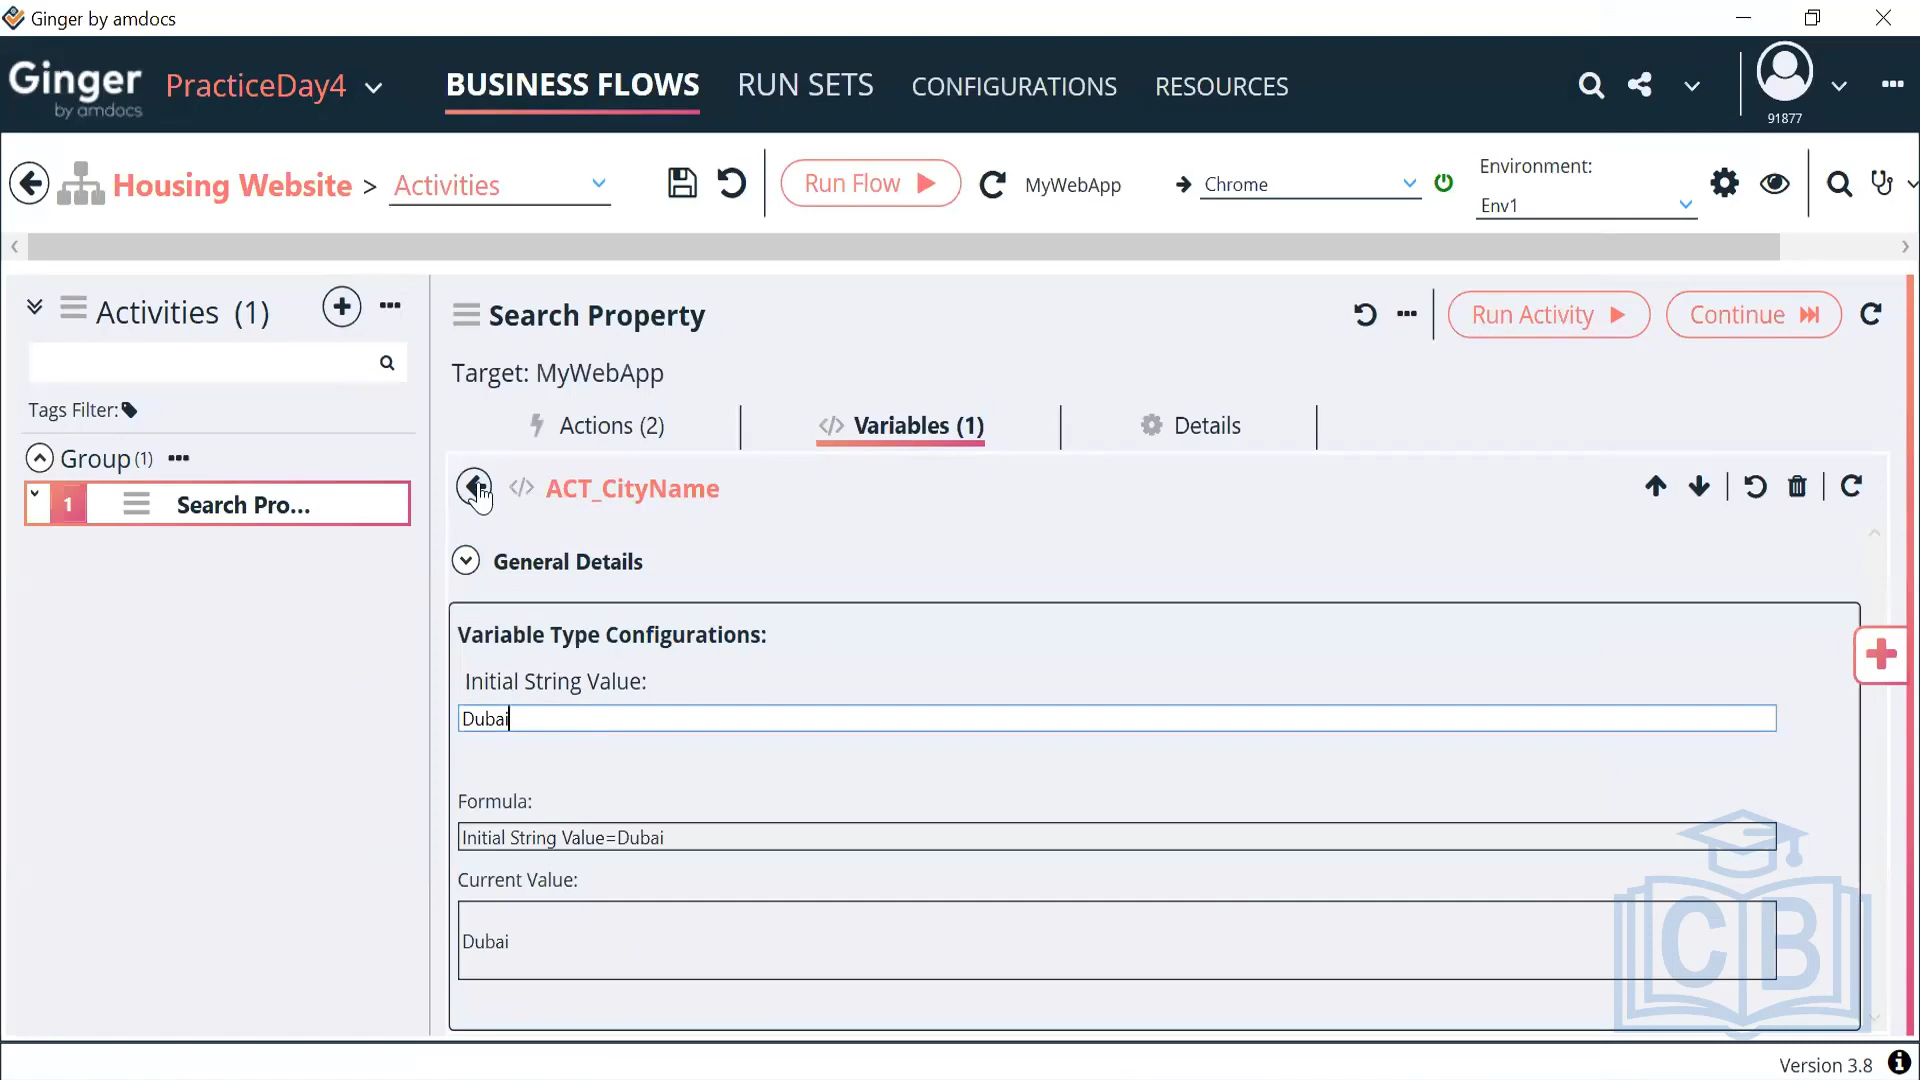 Ginger by amdocs
Ginger by amdocs
PracticeDay4
BUSINESS FLOWS
RUN SETS
CONFIGURATIONS
RESOURCES
91877
Housing Website > Activities
Run Flow
MyWebApp
Chrome
Environment:
Env1
Activities (1)
Tags Filter:
Group (1)
1 Search Pro...
Search Property
Run Activity
Continue
Target: MyWebApp
Actions (2)
</> Variables (1)
Details
</> ACT_CityName
General Details
Variable Type Configurations:
Initial String Value:
Dubai
Formula:
Initial String Value=Dubai
Current Value:
Dubai
CB
Version 3.8